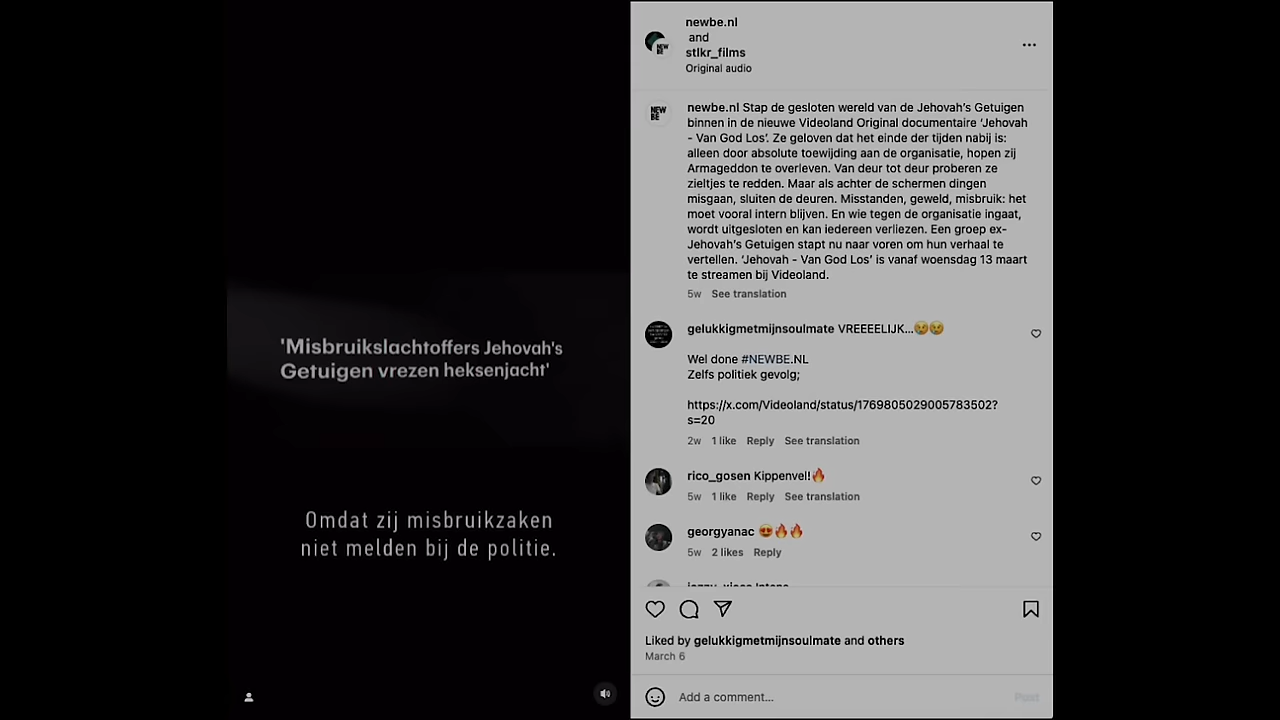 'Misbruikslachtoffers Jehovah's
Getuigen vrezen heksenjacht'
Omdat zij misbruikzaken
niet melden bij de politie.
newbe.nl
and
stlkr_films
Original audio
NEW
BE
newbe.nl Stap de gesloten wereld van de Jehovah's Getuigen
binnen in de nieuwe Videoland Original documentaire ‘Jehovah
- Van God Los’. Ze geloven dat het einde der tijden nabij is:
alleen door absolute toewijding aan de organisatie, hopen zij
Armageddon te overleven. Van deur tot deur proberen ze
zieltjes te redden. Maar als achter de schermen dingen
misgaan, sluiten de deuren. Misstanden, geweld, misbruik: het
moet vooral intern blijven. En wie tegen de organisatie ingaat,
wordt uitgesloten en kan iedereen verliezen. Een groep ex-
Jehovah's Getuigen stapt nu naar voren om hun verhaal te
vertellen. ‘Jehovah - Van God Los’ is vanaf woensdag 13 maart
te streamen bij Videoland.
5w See translation
gelukkigmetmijnsoulmate VREEEELIJK...😢😢
Wel done #NEWBE.NL
Zelfs politiek gevolg;
https://x.com/Videoland/status/1769805029005783502?
s=20
2w 1 like Reply See translation
rico_gosen Kippenvel!🔥
5w 1 like Reply See translation
georgyanac 😍🔥🔥
5w 2 likes Reply
Liked by gelukkigmetmijnsoulmate and others
March 6
Add a comment...
Post